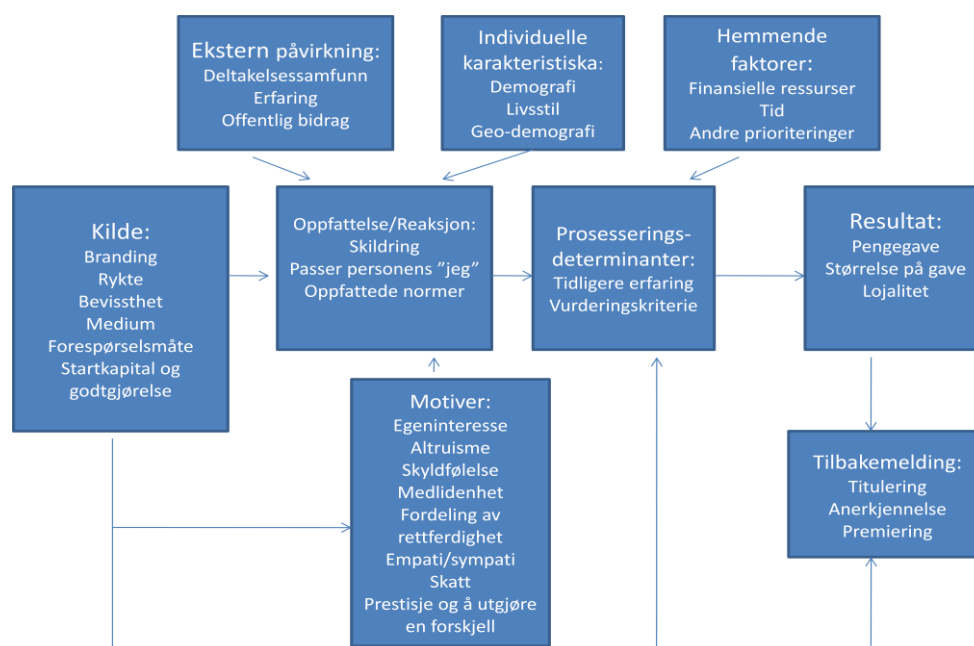 Ekstern påvirkning:
Deltakelsessamfunn
Erfaring
Offentlig bidrag
Individuelle
karakteristiska:
Demografi
Livsstil
Geo-demografi
Hemmende
faktorer:
Finansielle ressurser
Tid
Andre prioriteringer
Kilde:
Branding
Rykte
Bevissthet
Medium
Forespørselsmåte
Startkapital og
godtgjørelse
Oppfattelse/Reaksjon:
Skildring
Passer personens ”jeg”
Oppfattede normer
Prosesserings-
determinanter:
Tidligere erfaring
Vurderingskriterie
Resultat:
Pengegave
Størrelse på gave
Lojalitet
Motiver:
Egeninteresse
Altruisme
Skyldfølelse
Medlidenhet
Fordeling av
rettferdighet
Empati/sympati
Skatt
Prestisje og å utgjøre
en forskjell
Tilbakemelding:
Titulering
Anerkjennelse
Premiering